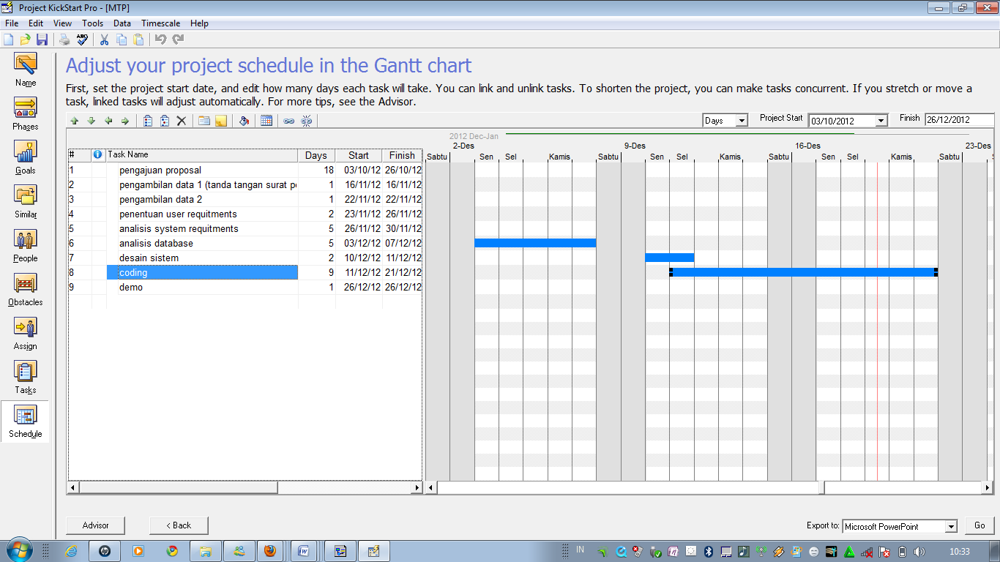 Project KickStart Pro - [MTP]
File Edit View Tools Data Timescale Help
Name
Phases
Goals
Similar
People
Obstacles
Assign
Tasks
Schedule
Adjust your project schedule in the Gantt chart
First, set the project start date, and edit how many days each task will take. You can link and unlink tasks. To shorten the project, you can make tasks concurrent. If you stretch or move a
task, linked tasks will adjust automatically. For more tips, see the Advisor.
Days Project Start 03/10/2012 Finish 26/12/2012
2012 Dec-Jan
2-Des 9-Des 16-Des 23-Des
# Task Name Days Start Finish
Sabtu Sen Sel Kamis Sabtu Sen Sel Kamis Sabtu Sen Sel Kamis Sabtu
1 pengajuan proposal 18 03/10/12 26/10/12
2 pengambilan data 1 (tanda tangan surat 1 16/11/12 16/11/12
3 pengambilan data 2 1 22/11/12 22/11/12
4 penentuan user requitments 2 23/11/12 26/11/12
5 analisis system requitments 5 26/11/12 30/11/12
6 analisis database 5 03/12/12 07/12/12
7 desain sistem 2 10/12/12 11/12/12
8 coding 9 11/12/12 21/12/12
9 demo 1 26/12/12 26/12/12
Advisor < Back Export to: Microsoft PowerPoint Go
IN 10:33